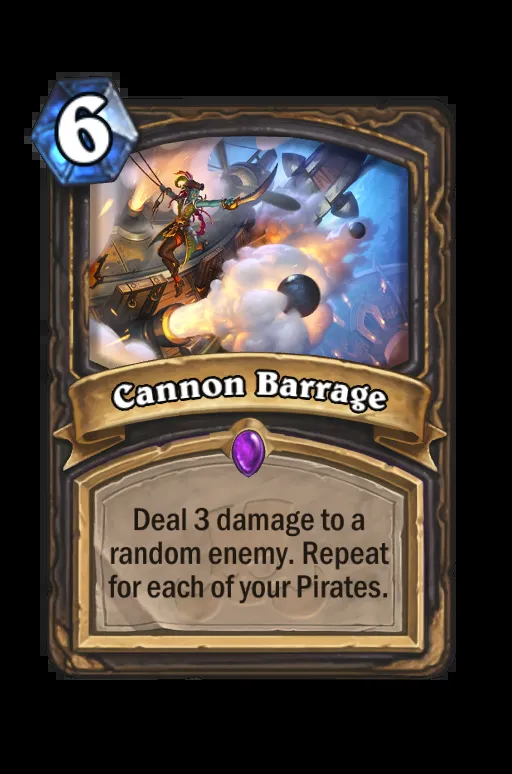 6
Cannon Barrage
Deal 3 damage to a
random enemy. Repeat
for each of your Pirates.